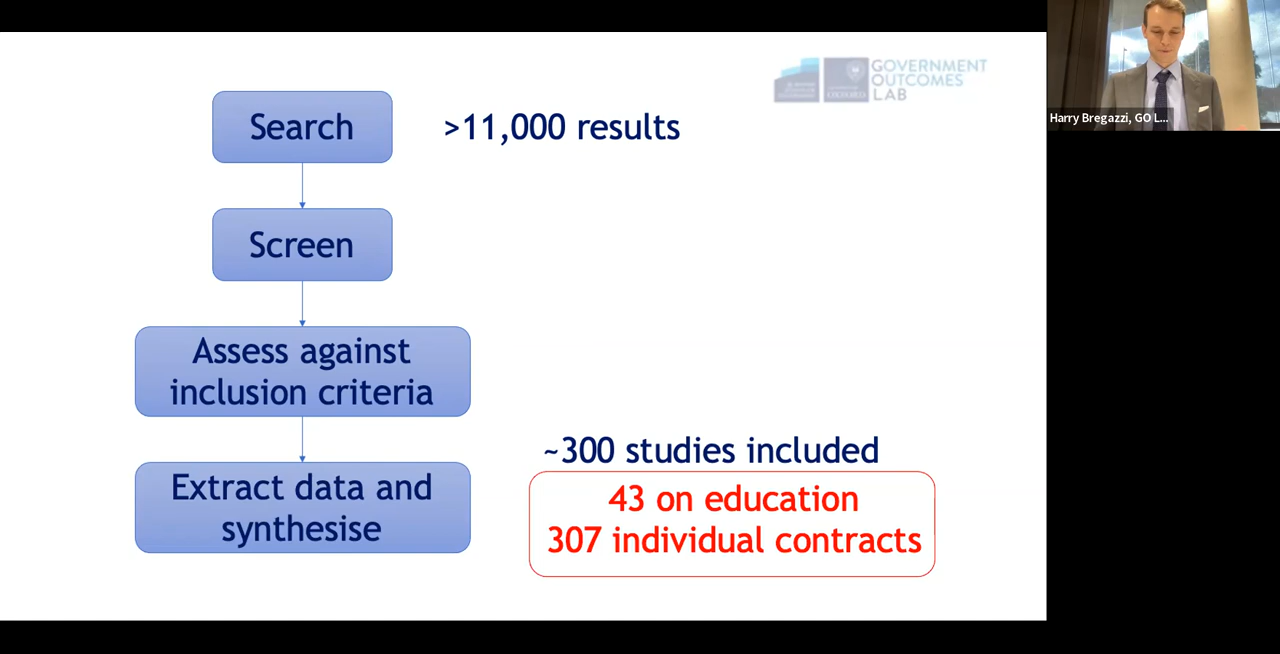 GOVERNMENT
OUTCOMES
LAB
Search
>11,000 results
Screen
Assess against
inclusion criteria
~300 studies included
Extract data and
synthesise
43 on education
307 individual contracts
Harry Bregazzi, GO L...